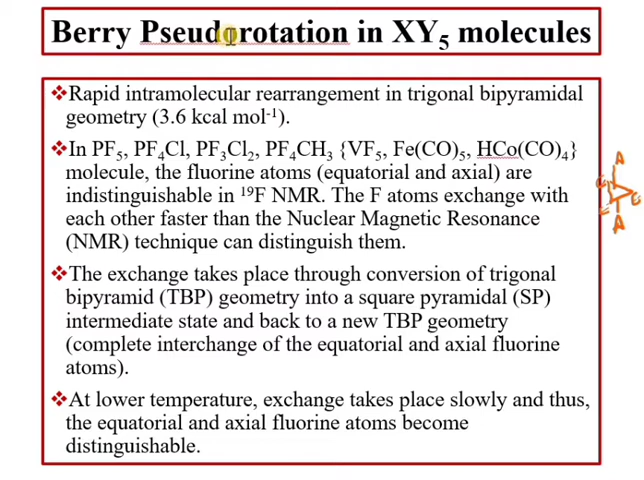 Berry Pseudorotation in XY₅ molecules
❖Rapid intramolecular rearrangement in trigonal bipyramidal
geometry (3.6 kcal mol⁻¹).
❖In PF₅, PF₄Cl, PF₃Cl₂, PF₄CH₃ {VF₅, Fe(CO)₅, HCo(CO)₄}
molecule, the fluorine atoms (equatorial and axial) are
indistinguishable in ¹⁹F NMR. The F atoms exchange with
each other faster than the Nuclear Magnetic Resonance
(NMR) technique can distinguish them.
❖The exchange takes place through conversion of trigonal
bipyramid (TBP) geometry into a square pyramidal (SP)
intermediate state and back to a new TBP geometry
(complete interchange of the equatorial and axial fluorine
atoms).
❖At lower temperature, exchange takes place slowly and thus,
the equatorial and axial fluorine atoms become
distinguishable.
A
A